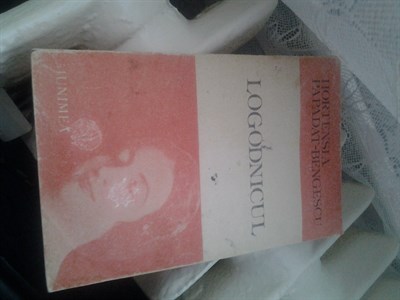 HORTENSIA
PAPADAT-BENGESCU
LOGODNICUL
JUNIMEA